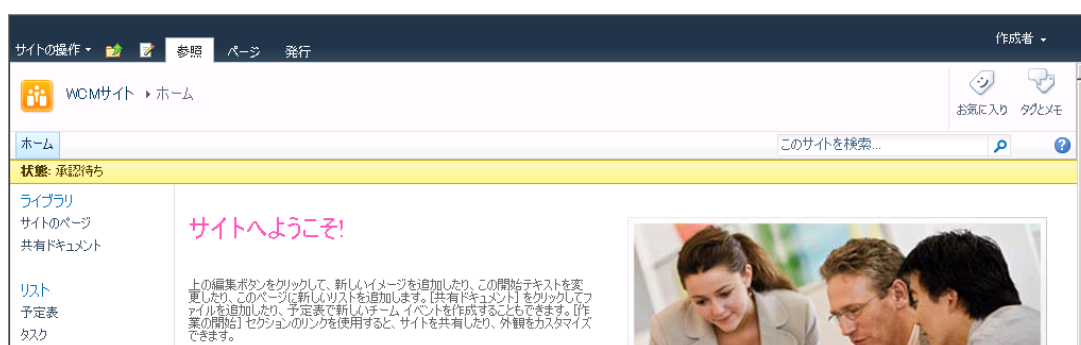 作成者
サイトの操作 参照 ページ 発行
WCMサイト ホーム
お気に入り タグとメモ
ホーム このサイトを検索...
状態: 承認待ち
ライブラリ
サイトのページ
共有ドキュメント
リスト
予定表
タスク
サイトへようこそ!
上の編集ボタンをクリックして、新しいイメージを追加したり、この開始テキストを変
更したり、このページに新しいリストを追加します。[共有ドキュメント] をクリックしてフ
ァイルを追加したり、予定表で新しいチーム イベントを作成することもできます。[作
業の開始] セクションのリンクを使用すると、サイトを共有したり、外観をカスタマイズ
できます。